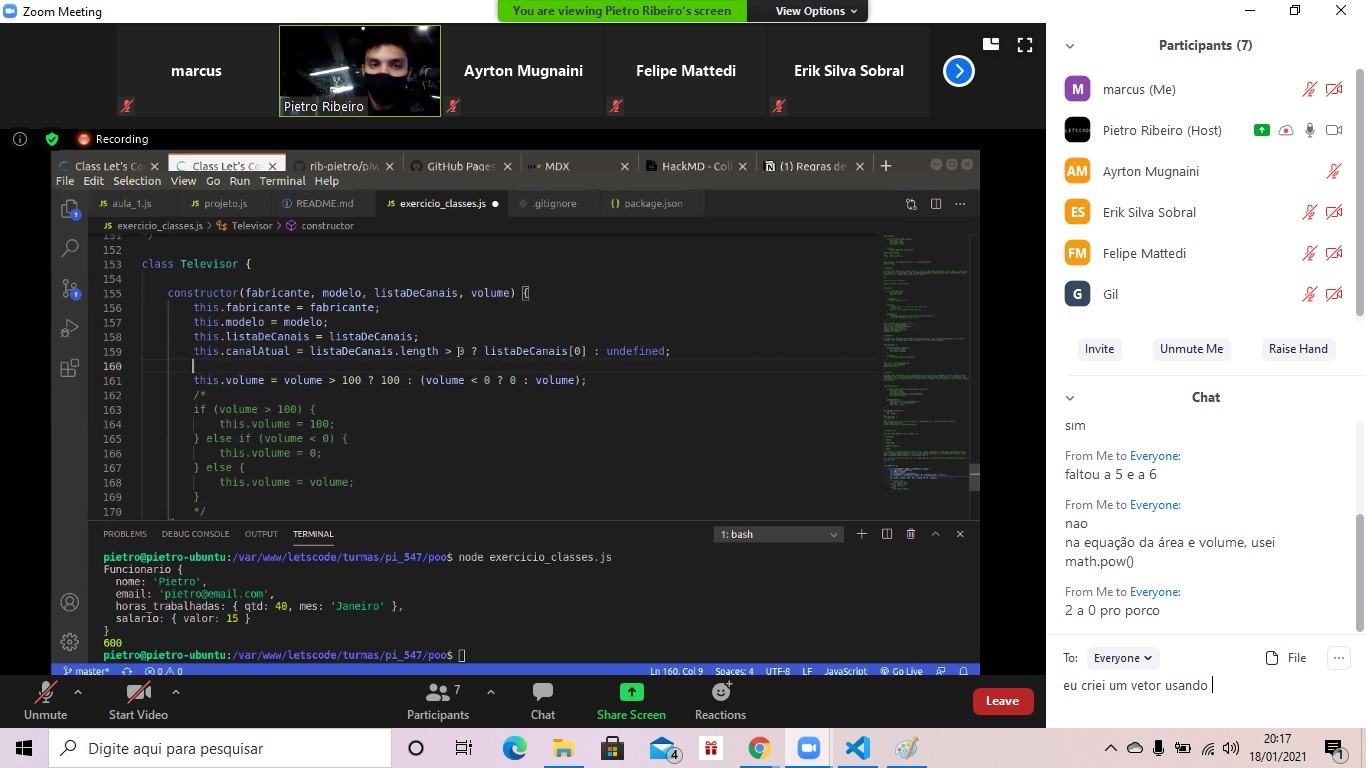 Zoom Meeting
You are viewing Pietro Ribeiro's screen
View Options
marcus
Pietro Ribeiro
Ayrton Mugnaini
Felipe Mattedi
Erik Silva Sobral
Recording
Class Let's Co
Class Let's Co
rib-pietro/piv
GitHub Pages
MDX
HackMD - Coll
(1) Regras de
File Edit Selection View Go Run Terminal Help
aula_1.js
projeto.js
README.md
exercicio_classes.js
.gitignore
package.json
exercicio_classes.js > Televisor > constructor
151 */
152
153 class Televisor {
154
155 constructor(fabricante, modelo, listaDeCanais, volume) {
156 this.fabricante = fabricante;
157 this.modelo = modelo;
158 this.listaDeCanais = listaDeCanais;
159 this.canalAtual = listaDeCanais.length > 0 ? listaDeCanais[0] : undefined;
160
161 this.volume = volume > 100 ? 100 : (volume < 0 ? 0 : volume);
162 /*
163 if (volume > 100) {
164 this.volume = 100;
165 } else if (volume < 0) {
166 this.volume = 0;
167 } else {
168 this.volume = volume;
169 }
170 */
PROBLEMS DEBUG CONSOLE OUTPUT TERMINAL
1: bash
pietro@pietro-ubuntu:/var/www/letscode/turmas/pi_547/poo$ node exercicio_classes.js
Funcionario {
nome: 'Pietro',
email: 'pietro@email.com',
horas_trabalhadas: { qtd: 40, mes: 'Janeiro' },
salario: { valor: 15 }
}
600
pietro@pietro-ubuntu:/var/www/letscode/turmas/pi_547/poo$
master* 0 0 Ln 160, Col 9 Spaces: 4 UTF-8 LF JavaScript Go Live
Unmute
Start Video
7
Participants
Chat
Share Screen
Reactions
Leave
Participants (7)
M marcus (Me)
LETSCODE Pietro Ribeiro (Host)
AM Ayrton Mugnaini
ES Erik Silva Sobral
FM Felipe Mattedi
G Gil
Invite
Unmute Me
Raise Hand
Chat
sim
From Me to Everyone:
faltou a 5 e a 6
From Me to Everyone:
nao
na equação da área e volume, usei
math.pow()
From Me to Everyone:
2 a 0 pro porco
To: Everyone
File
eu criei um vetor usando
Digite aqui para pesquisar
4
20:17
18/01/2021
1